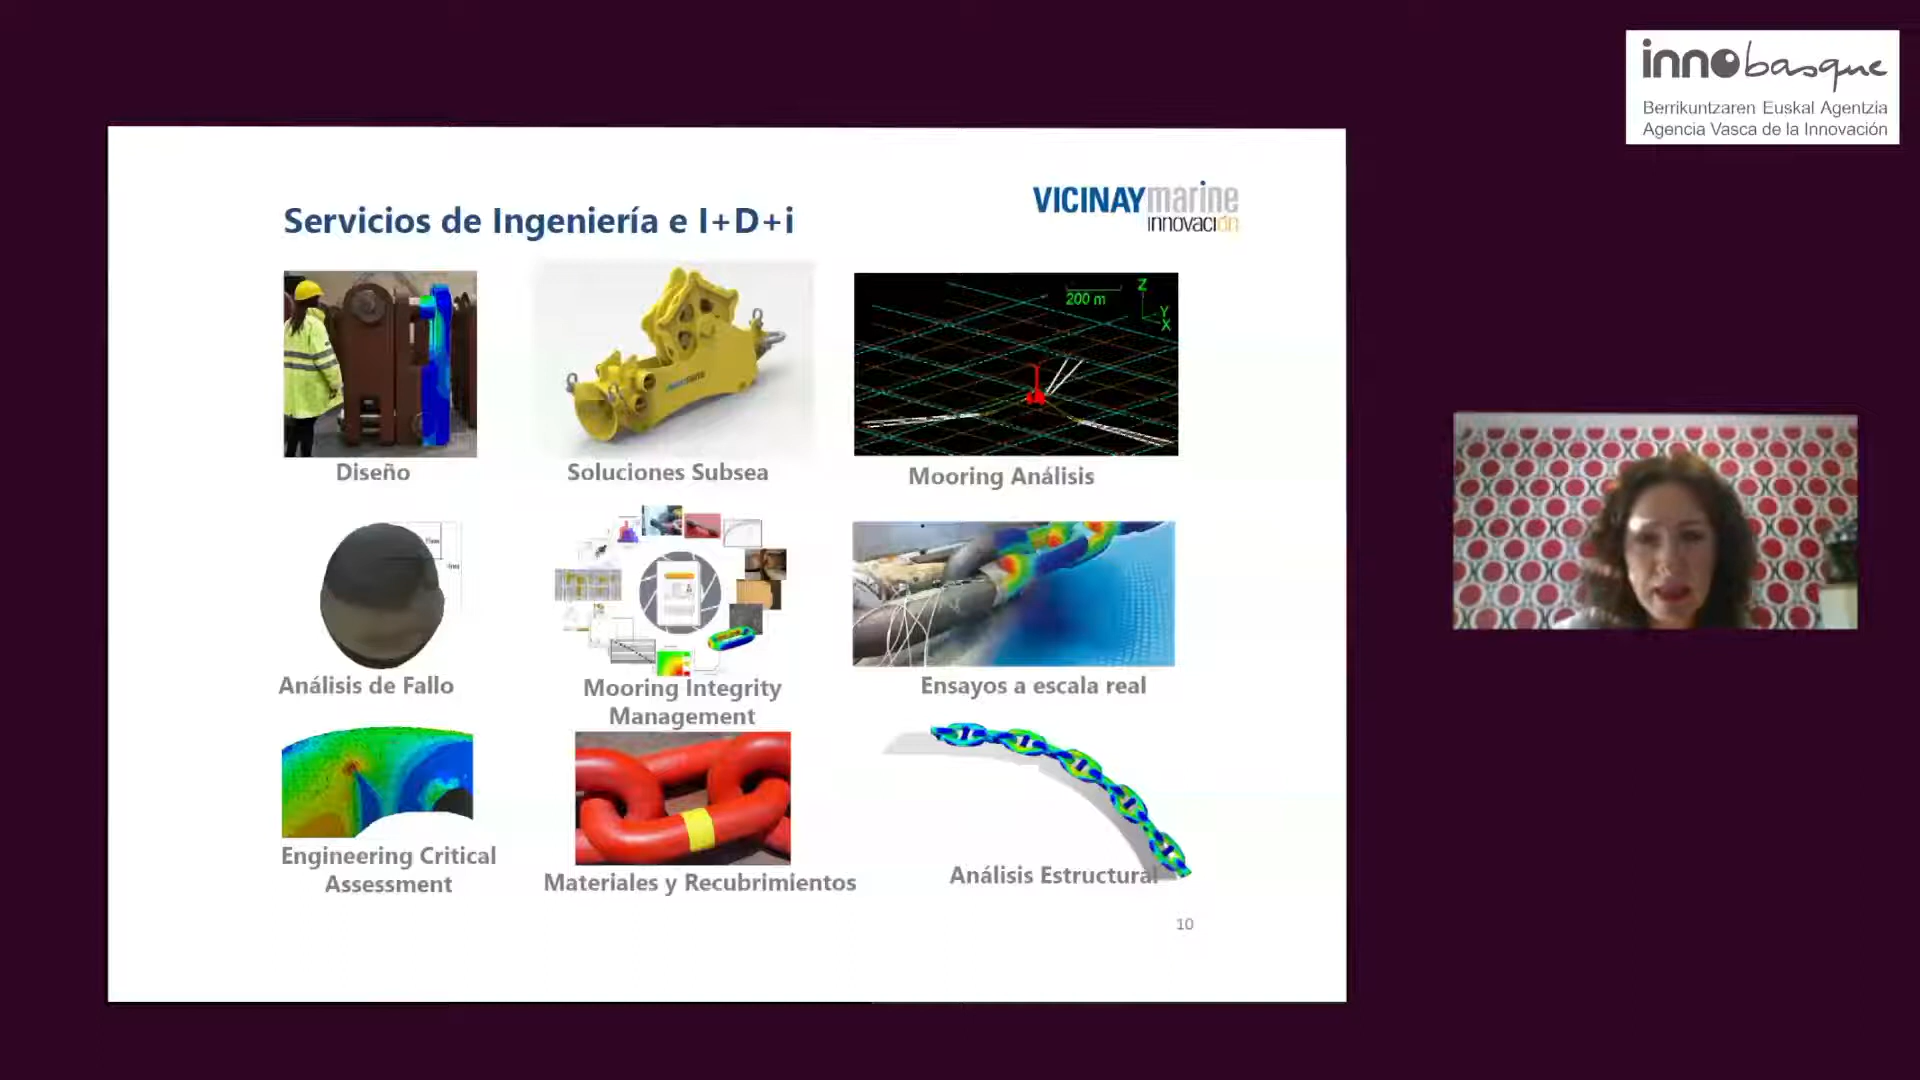 innobasque
Berrikuntzaren Euskal Agentzia
Agencia Vasca de la Innovación
VICINAYmarine
innovación
Servicios de Ingeniería e I+D+i
200 m
Z
Y
X
Diseño
Soluciones Subsea
Mooring Análisis
Análisis de Fallo
Mooring Integrity
Management
Ensayos a escala real
Engineering Critical
Assessment
Materiales y Recubrimientos
Análisis Estructural
10